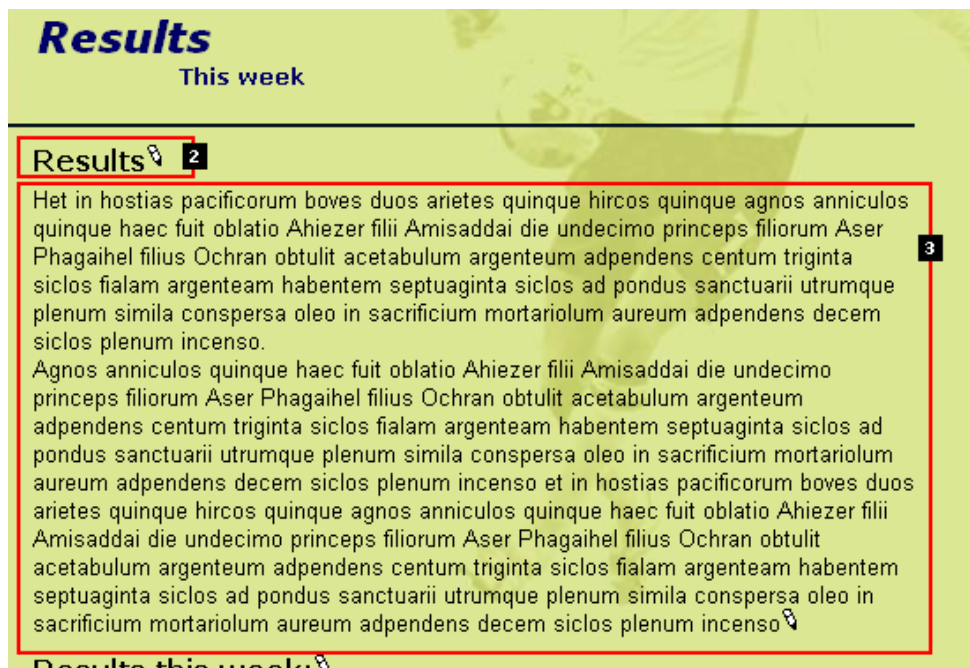 Results
This week
Results
2
Het in hostias pacificorum boves duos arietes quinque hircos quinque agnos anniculos
quinque haec fuit oblatio Ahiezer filii Amisaddai die undecimo princeps filiorum Aser
3
Phagaihel filius Ochran obtulit acetabulum argenteum adpendens centum triginta
siclos fialam argenteam habentem septuaginta siclos ad pondus sanctuarii utrumque
plenum simila conspersa oleo in sacrificium mortariolum aureum adpendens decem
siclos plenum incenso.
Agnos anniculos quinque haec fuit oblatio Ahiezer filii Amisaddai die undecimo
princeps filiorum Aser Phagaihel filius Ochran obtulit acetabulum argenteum
adpendens centum triginta siclos fialam argenteam habentem septuaginta siclos ad
pondus sanctuarii utrumque plenum simila conspersa oleo in sacrificium mortariolum
aureum adpendens decem siclos plenum incenso et in hostias pacificorum boves duos
arietes quinque hircos quinque agnos anniculos quinque haec fuit oblatio Ahiezer filii
Amisaddai die undecimo princeps filiorum Aser Phagaihel filius Ochran obtulit
acetabulum argenteum adpendens centum triginta siclos fialam argenteam habentem
septuaginta siclos ad pondus sanctuarii utrumque plenum simila conspersa oleo in
sacrificium mortariolum aureum adpendens decem siclos plenum incenso
Results this week: